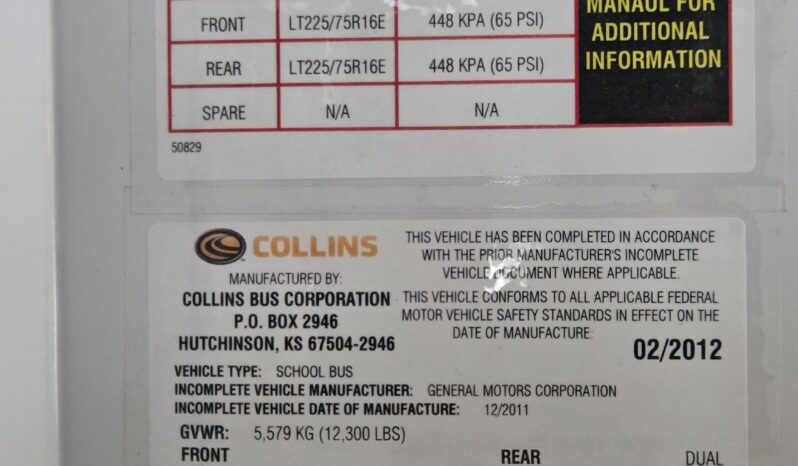 MANAUL FOR
ADDITIONAL
INFORMATION
FRONT LT225/75R16E 448 KPA (65 PSI)
REAR LT225/75R16E 448 KPA (65 PSI)
SPARE N/A N/A
50829
COLLINS
MANUFACTURED BY:
COLLINS BUS CORPORATION
P.O. BOX 2946
HUTCHINSON, KS 67504-2946
THIS VEHICLE HAS BEEN COMPLETED IN ACCORDANCE
WITH THE PRIOR MANUFACTURER'S INCOMPLETE
VEHICLE DOCUMENT WHERE APPLICABLE.
THIS VEHICLE CONFORMS TO ALL APPLICABLE FEDERAL
MOTOR VEHICLE SAFETY STANDARDS IN EFFECT ON THE
DATE OF MANUFACTURE:
02/2012
VEHICLE TYPE: SCHOOL BUS
INCOMPLETE VEHICLE MANUFACTURER: GENERAL MOTORS CORPORATION
INCOMPLETE VEHICLE DATE OF MANUFACTURE: 12/2011
GVWR: 5,579 KG (12,300 LBS)
FRONT REAR DUAL